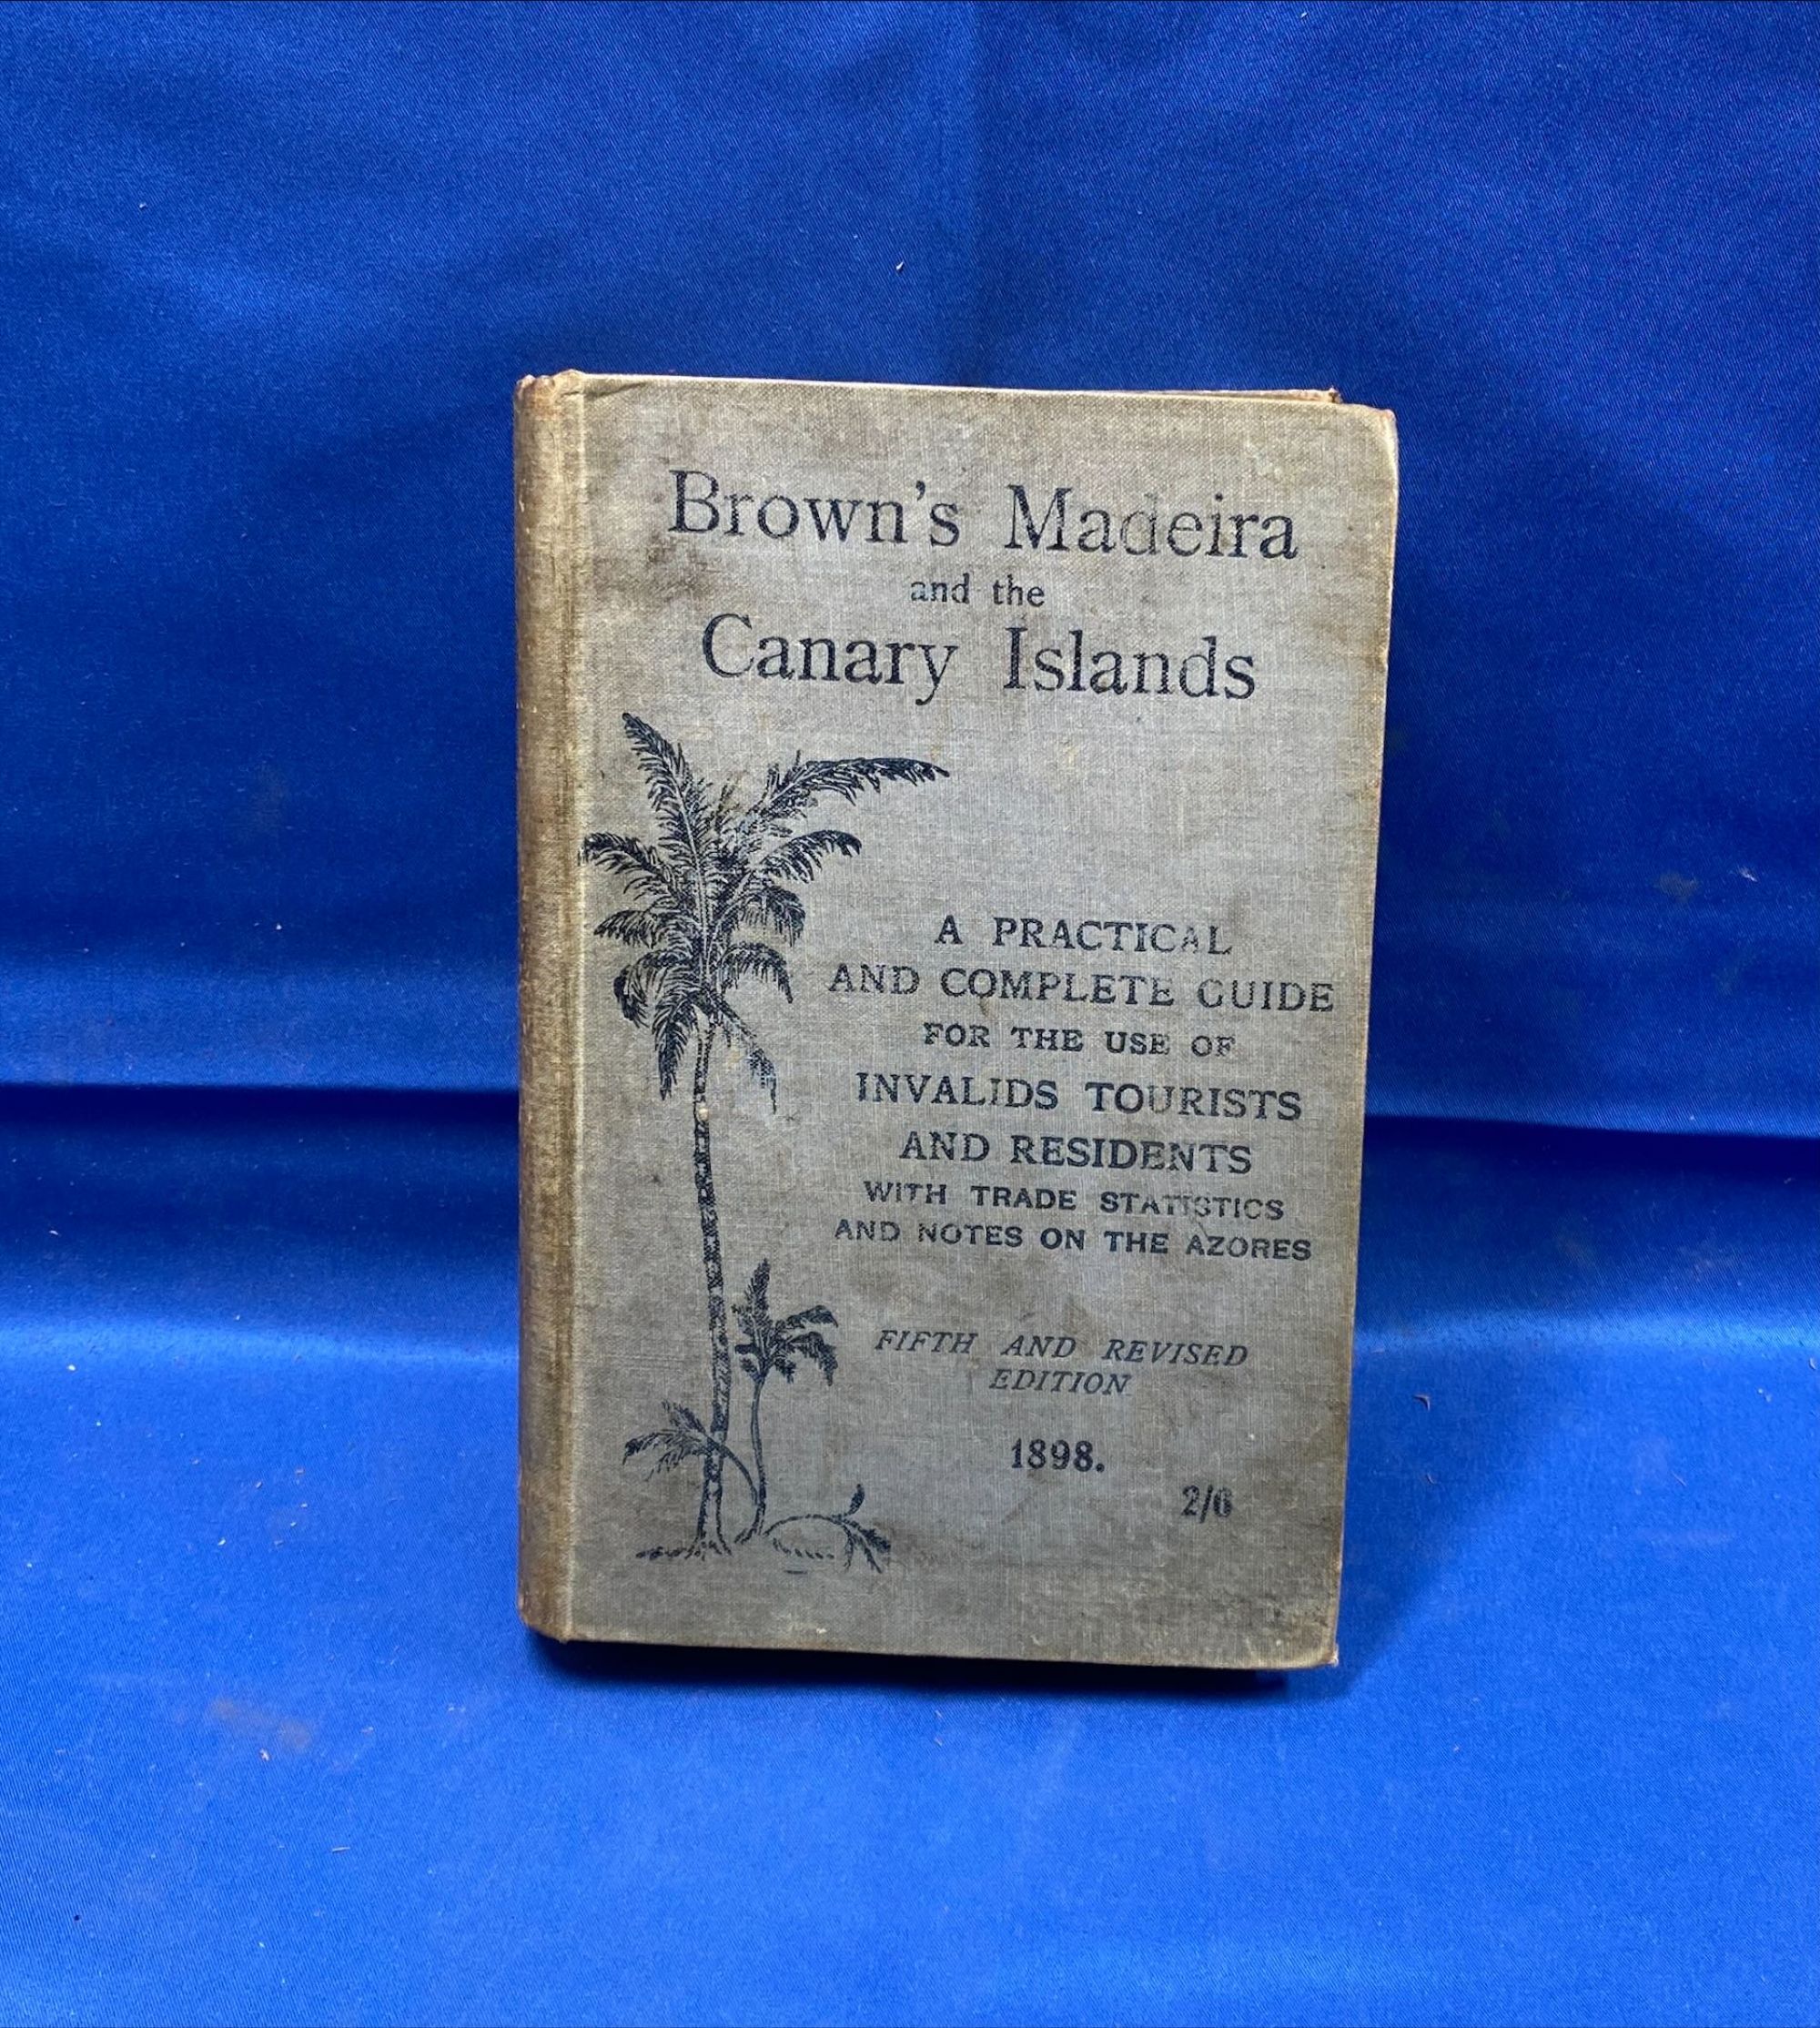 Brown's Madeira
and the
Canary Islands
A PRACTICAL
AND COMPLETE GUIDE
FOR THE USE OF
INVALIDS TOURISTS
AND RESIDENTS
WITH TRADE STATISTICS
AND NOTES ON THE AZORES
FIFTH AND REVISED
EDITION
1898.
2/6